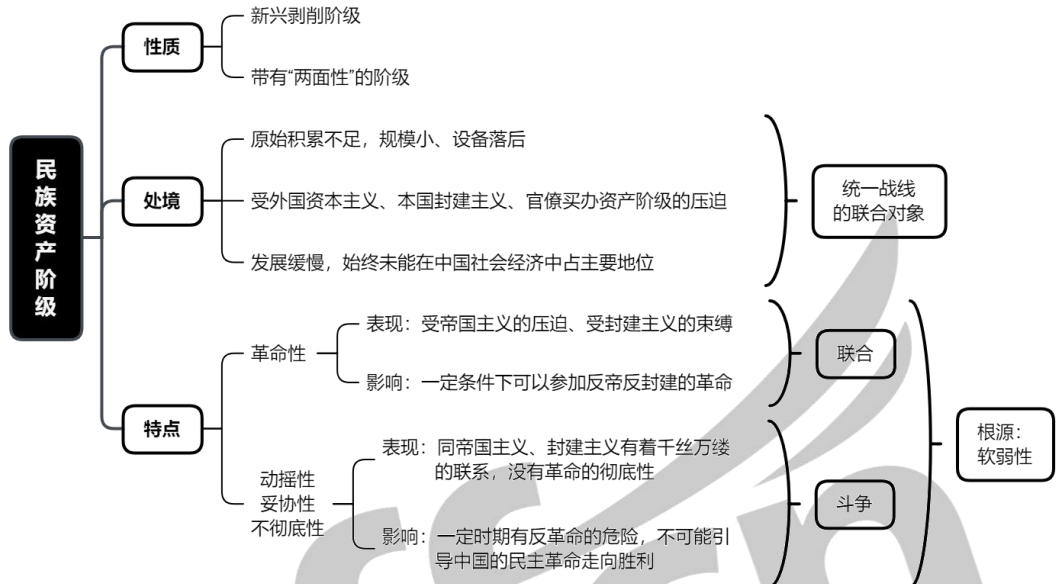 民族资产阶级
性质
新兴剥削阶级
带有“两面性”的阶级
处境
原始积累不足，规模小、设备落后
受外国资本主义、本国封建主义、官僚买办资产阶级的压迫
发展缓慢，始终未能在中国社会经济中占主要地位
统一战线
的联合对象
特点
革命性
表现：受帝国主义的压迫、受封建主义的束缚
影响：一定条件下可以参加反帝反封建的革命
联合
动摇性
妥协性
不彻底性
表现：同帝国主义、封建主义有着千丝万缕
的联系，没有革命的彻底性
影响：一定时期有反革命的危险，不可能引
导中国的民主革命走向胜利
斗争
根源：
软弱性